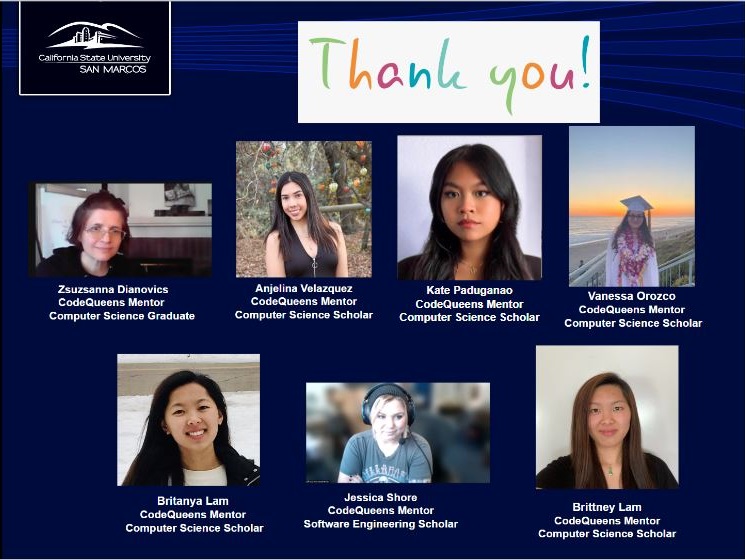 California State University
SAN MARCOS
Thank you!
Zsuzsanna Dianovics
CodeQueens Mentor
Computer Science Graduate
Anjelina Velazquez
CodeQueens Mentor
Computer Science Scholar
Kate Paduganao
CodeQueens Mentor
Computer Science Scholar
Vanessa Orozco
CodeQueens Mentor
Computer Science Scholar
Britanya Lam
CodeQueens Mentor
Computer Science Scholar
Jessica Shore
CodeQueens Mentor
Software Engineering Scholar
Brittney Lam
CodeQueens Mentor
Computer Science Scholar